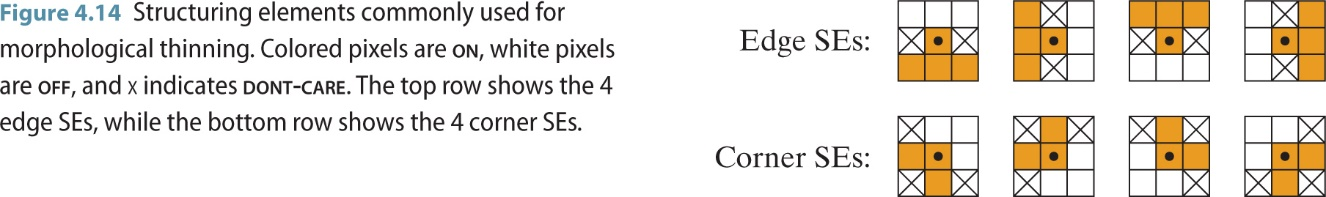 Figure 4.14 Structuring elements commonly used for
morphological thinning. Colored pixels are ON, white pixels
are OFF, and x indicates DONT-CARE. The top row shows the 4
edge SEs, while the bottom row shows the 4 corner SEs.
Edge SEs:
Corner SEs: